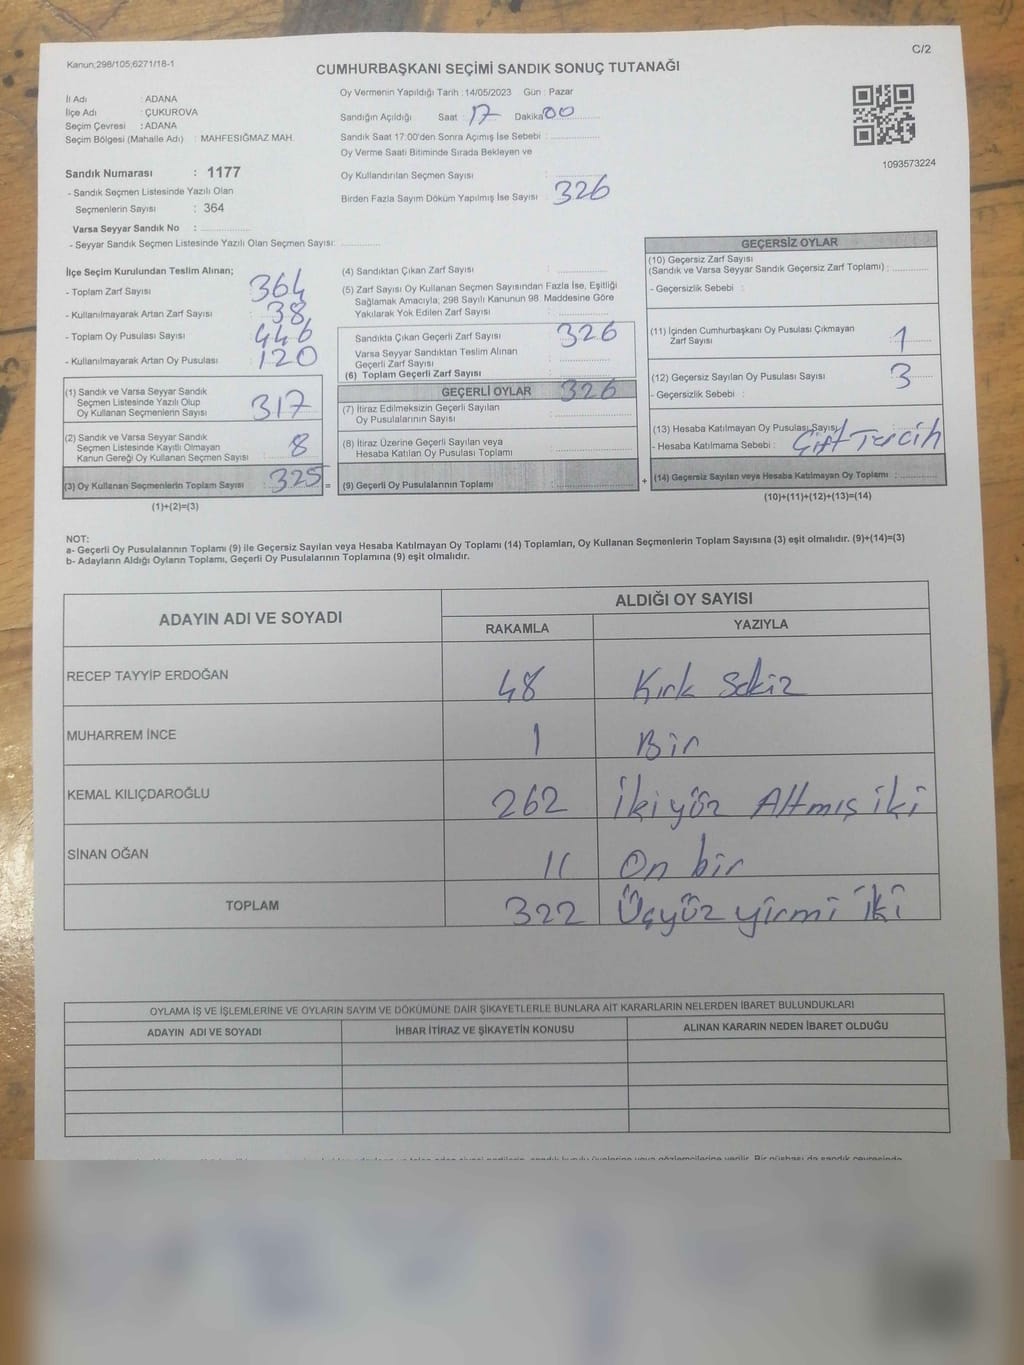 C/2
Kanun;298/105;6271/18-1
CUMHURBAŞKANI SEÇİMİ SANDIK SONUÇ TUTANAĞI
İl Adı : ADANA
İlçe Adı : ÇUKUROVA
Seçim Çevresi : ADANA
Seçim Bölgesi (Mahalle Adı) : MAHFESIĞMAZ MAH.
Oy Vermenin Yapıldığı Tarih : 14/05/2023 Gün : Pazar
Sandığın Açıldığı Saat : 17 Dakika 00
Sandık Saat 17:00'den Sonra Açımış İse Sebebi :
Oy Verme Saati Bitiminde Sırada Bekleyen ve
Oy Kullandırılan Seçmen Sayısı :
Birden Fazla Sayım Döküm Yapılmış İse Sayısı : 326
1093573224
Sandık Numarası : 1177
- Sandık Seçmen Listesinde Yazılı Olan
Seçmenlerin Sayısı : 364
Varsa Seyyar Sandık No :
- Seyyar Sandık Seçmen Listesinde Yazılı Olan Seçmen Sayısı:
İlçe Seçim Kurulundan Teslim Alınan;
- Toplam Zarf Sayısı : 364
- Kullanılmayarak Artan Zarf Sayısı : 38
- Toplam Oy Pusulası Sayısı : 446
- Kullanılmayarak Artan Oy Pusulası : 120
(1) Sandık ve Varsa Seyyar Sandık
Seçmen Listesinde Yazılı Olup
Oy Kullanan Seçmenlerin Sayısı : 317
(2) Sandık ve Varsa Seyyar Sandık
Seçmen Listesinde Kayıtlı Olmayan
Kanun Gereği Oy Kullanan Seçmen Sayısı : 8
(3) Oy Kullanan Seçmenlerin Toplam Sayısı : 325 =
(1)+(2)=(3)
(4) Sandıktan Çıkan Zarf Sayısı :
(5) Zarf Sayısı Oy Kullanan Seçmen Sayısından Fazla İse, Eşitliği
Sağlamak Amacıyla; 298 Sayılı Kanunun 98. Maddesine Göre
Yakılarak Yok Edilen Zarf Sayısı :
Sandıkta Çıkan Geçerli Zarf Sayısı : 326
Varsa Seyyar Sandıktan Teslim Alınan
Geçerli Zarf Sayısı :
(6) Toplam Geçerli Zarf Sayısı :
GEÇERLİ OYLAR 326
(7) İtiraz Edilmeksizin Geçerli Sayılan
Oy Pusulalarının Sayısı :
(8) İtiraz Üzerine Geçerli Sayılan veya
Hesaba Katılan Oy Pusulası Toplamı :
(9) Geçerli Oy Pusulalarının Toplamı : +
GEÇERSİZ OYLAR
(10) Geçersiz Zarf Sayısı
(Sandık ve Varsa Seyyar Sandık Geçersiz Zarf Toplamı) :
- Geçersizlik Sebebi :
(11) İçinden Cumhurbaşkanı Oy Pusulası Çıkmayan
Zarf Sayısı : 1
(12) Geçersiz Sayılan Oy Pusulası Sayısı : 3
- Geçersizlik Sebebi :
(13) Hesaba Katılmayan Oy Pusulası Sayısı :
- Hesaba Katılmama Sebebi : Çift Tercih
(14) Geçersiz Sayılan veya Hesaba Katılmayan Oy Toplamı :
(10)+(11)+(12)+(13)=(14)
NOT:
a- Geçerli Oy Pusulalarının Toplamı (9) ile Geçersiz Sayılan veya Hesaba Katılmayan Oy Toplamı (14) Toplamları, Oy Kullanan Seçmenlerin Toplam Sayısına (3) eşit olmalıdır. (9)+(14)=(3)
b- Adayların Aldığı Oyların Toplamı, Geçerli Oy Pusulalarının Toplamına (9) eşit olmalıdır.
ADAYIN ADI VE SOYADI
ALDIĞI OY SAYISI
RAKAMLA YAZIYLA
RECEP TAYYİP ERDOĞAN 48 Kırk Sekiz
MUHARREM İNCE 1 Bir
KEMAL KILIÇDAROĞLU 262 İkiyüz Altmış iki
SİNAN OĞAN 11 On bir
TOPLAM 322 Üçyüz yirmi iki
OYLAMA İŞ VE İŞLEMLERİNE VE OYLARIN SAYIM VE DÖKÜMÜNE DAİR ŞİKAYETLERLE BUNLARA AİT KARARLARIN NELERDEN İBARET BULUNDUKLARI
ADAYIN ADI VE SOYADI İHBAR İTİRAZ VE ŞİKAYETİN KONUSU ALINAN KARARIN NEDEN İBARET OLDUĞU